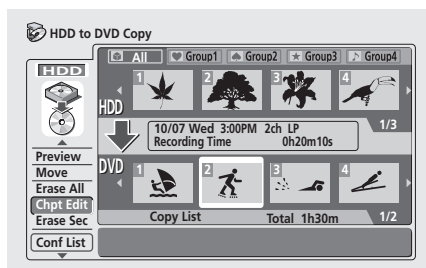 HDD to DVD Copy
HDD
Preview
Move
Erase All
Chpt Edit
Erase Sec
Conf List
All Group1 Group2 Group3 Group4
1 2 3 4
HDD
10/07 Wed 3:00PM 2ch LP
Recording Time 0h20m10s
1/3
DVD
1 2 3 4
Copy List Total 1h30m 1/2